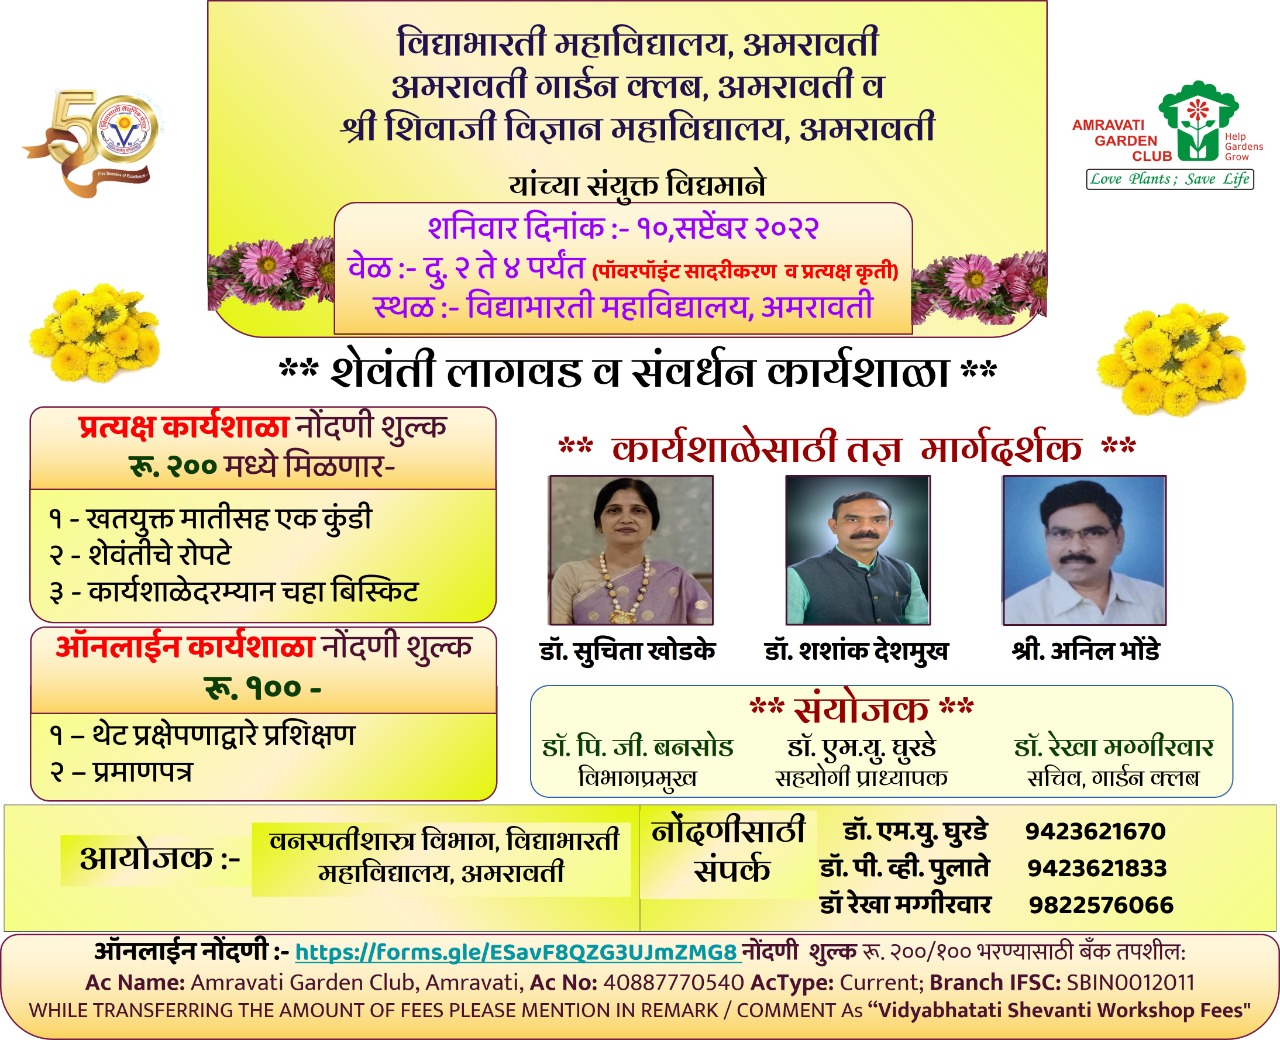 विद्याभारती महाविद्यालय, अमरावती
अमरावती गार्डन क्लब, अमरावती व
श्री शिवाजी विज्ञान महाविद्यालय, अमरावती
यांच्या संयुक्त विद्यमाने
50
Five Decades of Excellence
AMRAVATI
GARDEN
CLUB
Help
Gardens
Grow
Love Plants ; Save Life
शनिवार दिनांक :- १०,सप्टेंबर २०२२
वेळ :- दु. २ ते ४ पर्यंत (पॉवरपॉइंट सादरीकरण व प्रत्यक्ष कृती)
स्थळ :- विद्याभारती महाविद्यालय, अमरावती
** शेवंती लागवड व संवर्धन कार्यशाळा **
प्रत्यक्ष कार्यशाळा नोंदणी शुल्क
रू. २०० मध्ये मिळणार-
१ - खतयुक्त मातीसह एक कुंडी
२ - शेवंतीचे रोपटे
३ - कार्यशाळेदरम्यान चहा बिस्किट
ऑनलाईन कार्यशाळा नोंदणी शुल्क
रू. १०० -
१ – थेट प्रक्षेपणाद्वारे प्रशिक्षण
२ – प्रमाणपत्र
** कार्यशाळेसाठी तज्ञ मार्गदर्शक **
डॉ. सुचिता खोडके डॉ. शशांक देशमुख श्री. अनिल भोंडे
** संयोजक **
डॉ. पि. जी. बनसोड डॉ. एम.यु. घुरडे डॉ. रेखा मग्गीरवार
विभागप्रमुख सहयोगी प्राध्यापक सचिव, गार्डन क्लब
आयोजक :-
वनस्पतीशास्त्र विभाग, विद्याभारती
महाविद्यालय, अमरावती
नोंदणीसाठी
संपर्क
डॉ. एम.यु. घुरडे 9423621670
डॉ. पी. व्ही. पुलाते 9423621833
डॉ रेखा मग्गीरवार 9822576066
ऑनलाईन नोंदणी :- https://forms.gle/ESavF8QZG3UJmZMG8 नोंदणी शुल्क रू. २००/१०० भरण्यासाठी बँक तपशील:
Ac Name: Amravati Garden Club, Amravati, Ac No: 40887770540 AcType: Current; Branch IFSC: SBIN0012011
WHILE TRANSFERRING THE AMOUNT OF FEES PLEASE MENTION IN REMARK / COMMENT As “Vidyabhatati Shevanti Workshop Fees"